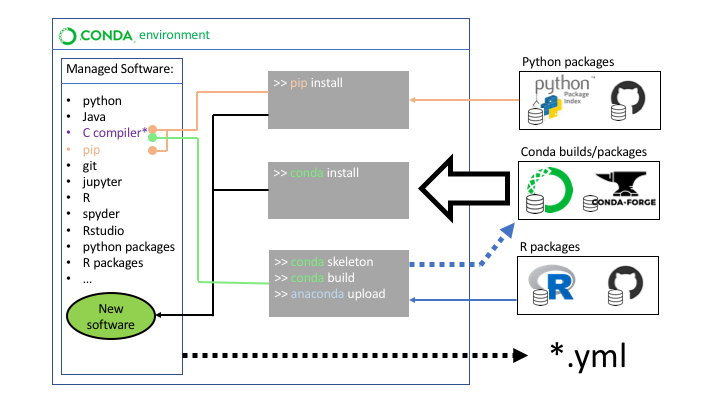 CONDA environment
Managed Software:
• python
• Java
• C compiler*
• pip
• git
• jupyter
• R
• spyder
• Rstudio
• python packages
• R packages
• ...
New
software
>> pip install
>> conda install
>> conda skeleton
>> conda build
>> anaconda upload
Python packages
python™
Package
Index
Conda builds/packages
CONDA-FORGE
R packages
R
*.yml